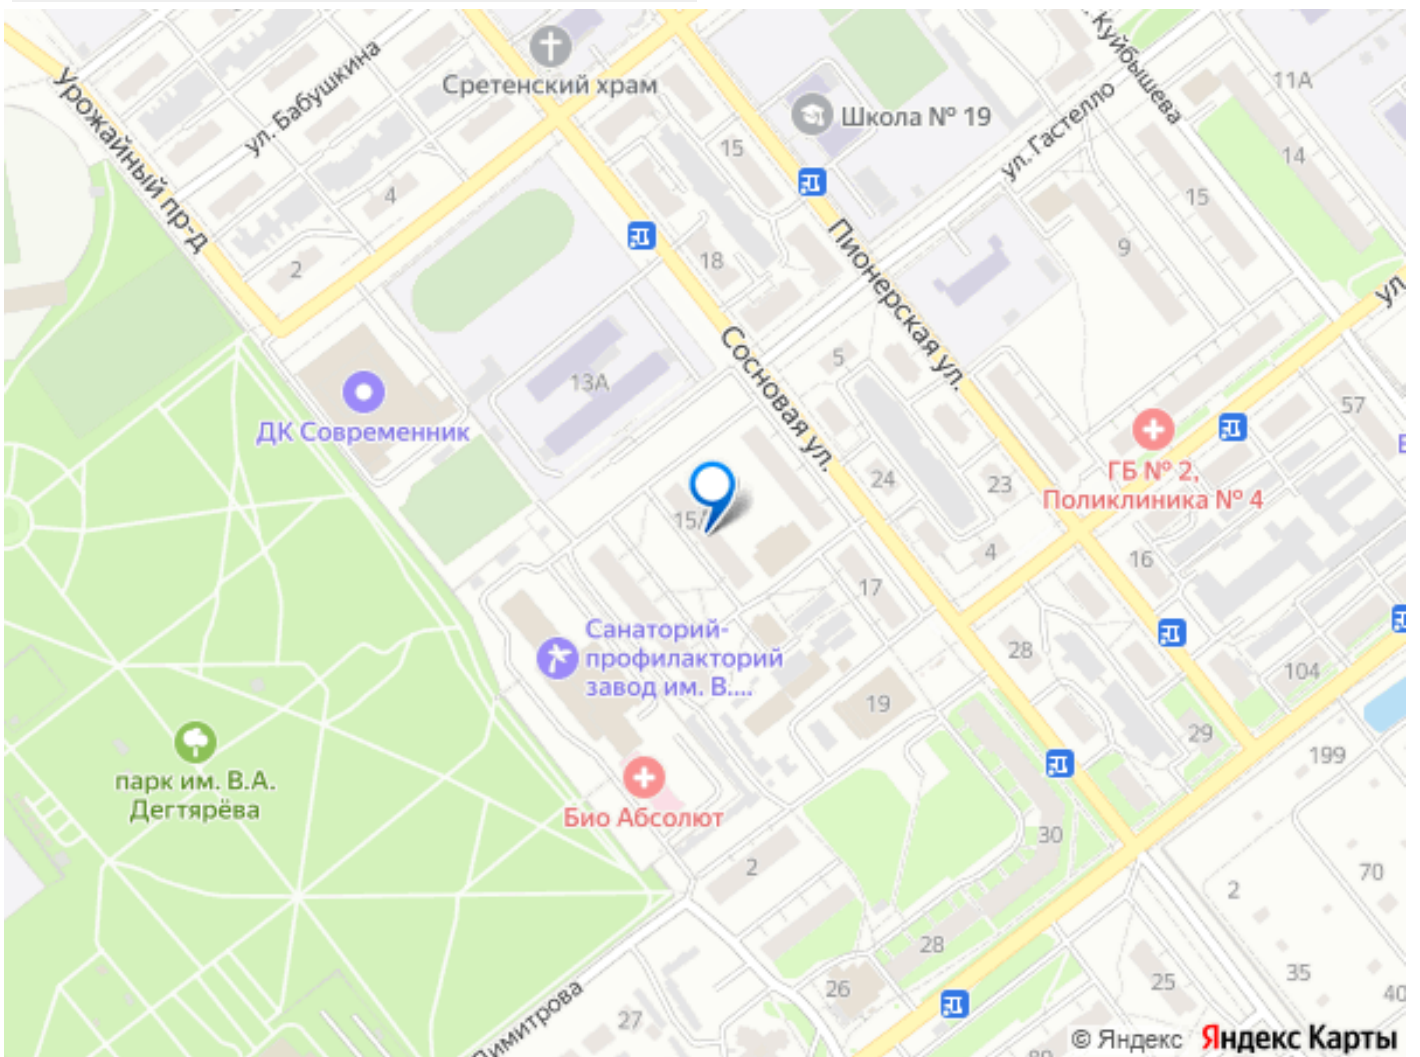 Сретенский храм
ул. Бабушкина
Урожайный пр-д
Школа № 19
Куйбышева
ул. Гастелло
11А
14
15
15
9
4
2
18
Пионерская ул.
ул.
Сосновая ул.
5
13А
ДК Современник
57
ГБ № 2,
Поликлиника № 4
24
23
15/
4
16
17
Санаторий-
профилакторий
завод им. В....
28
104
19
29
199
парк им. В.А.
Дегтярёва
Био Абсолют
30
2
70
2
28
35
25
26
40
27
Димитрова
© Яндекс Яндекс Карты